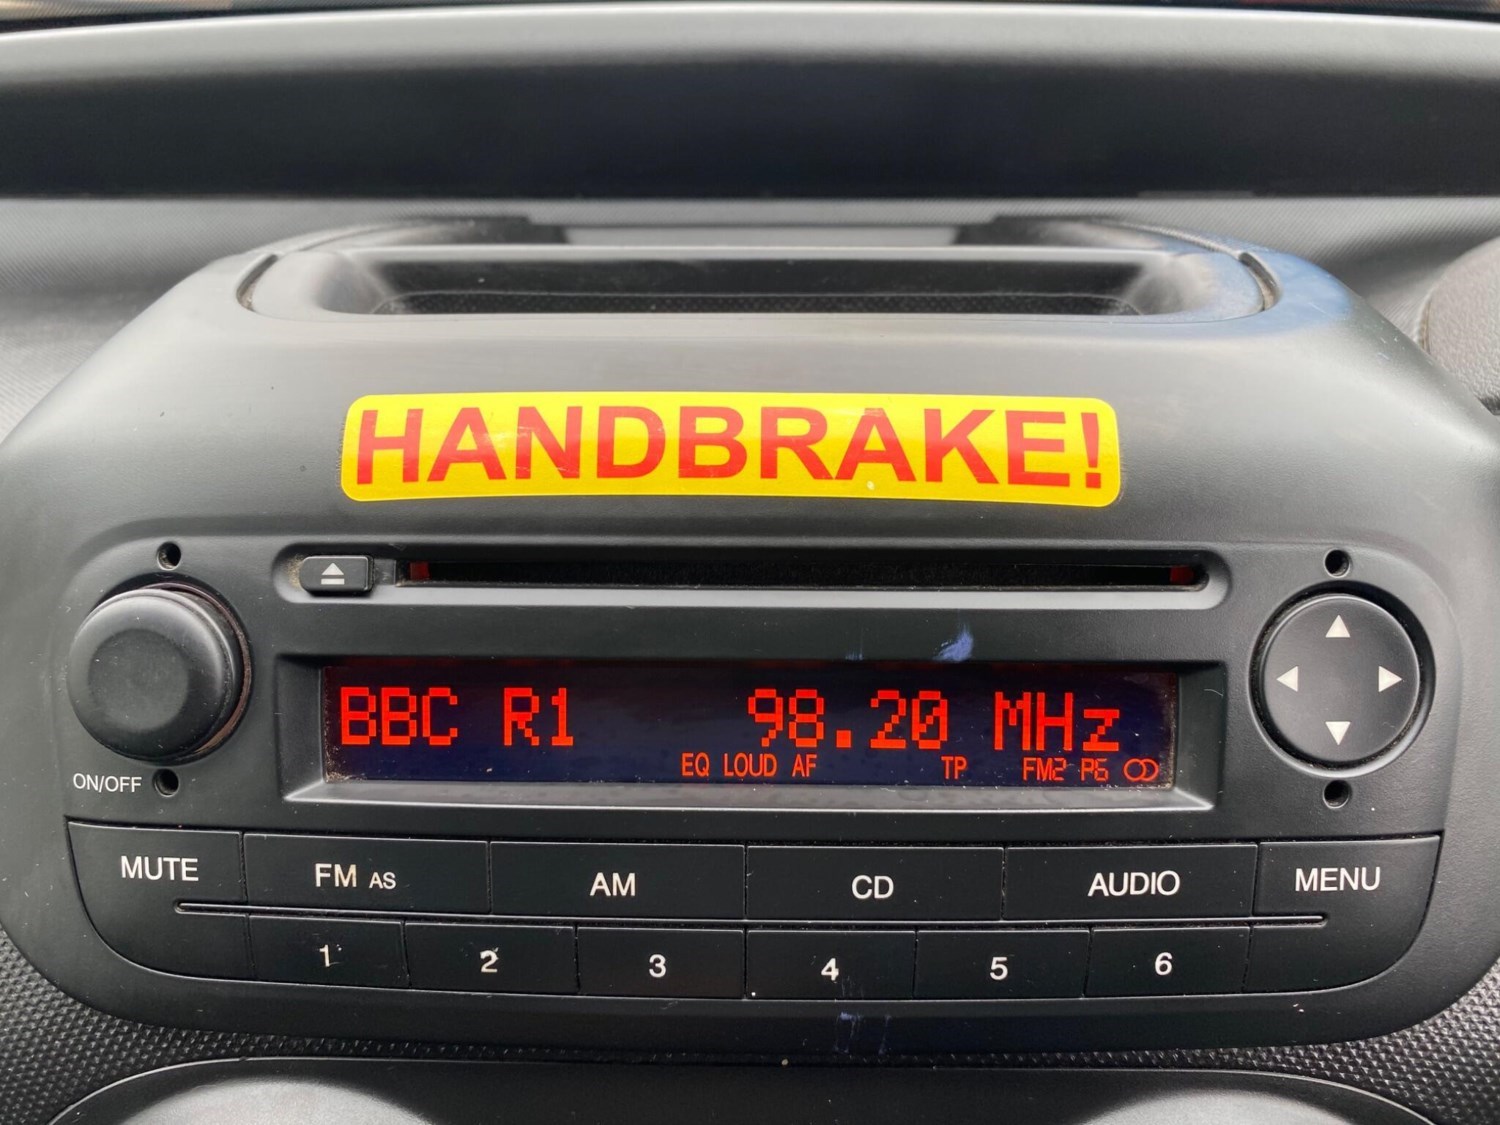 HANDBRAKE!
BBC R1 98.20 MHz
EQ LOUD AF TP FM2 P6
ON/OFF
MUTE FM AS AM CD AUDIO MENU
1 2 3 4 5 6